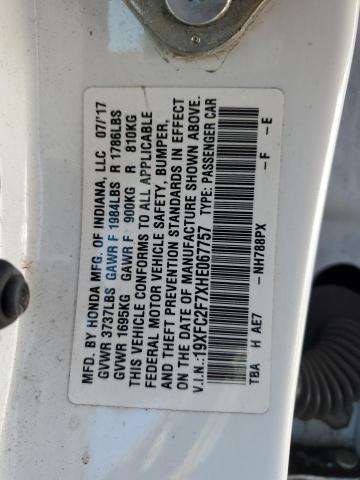 MFD. BY HONDA MFG. OF INDIANA, LLC 07/'17
GVWR 3737LBS GAWR F 1984LBS R 1786LBS
GVWR 1695KG GAWR F 900KG R 810KG
THIS VEHICLE CONFORMS TO ALL APPLICABLE
FEDERAL MOTOR VEHICLE SAFETY, BUMPER,
AND THEFT PREVENTION STANDARDS IN EFFECT
ON THE DATE OF MANUFACTURE SHOWN ABOVE.
V.I.N.:19XFC2F7XHE067757 TYPE: PASSENGER CAR
TBA H AE7 -NH788PX -F -E